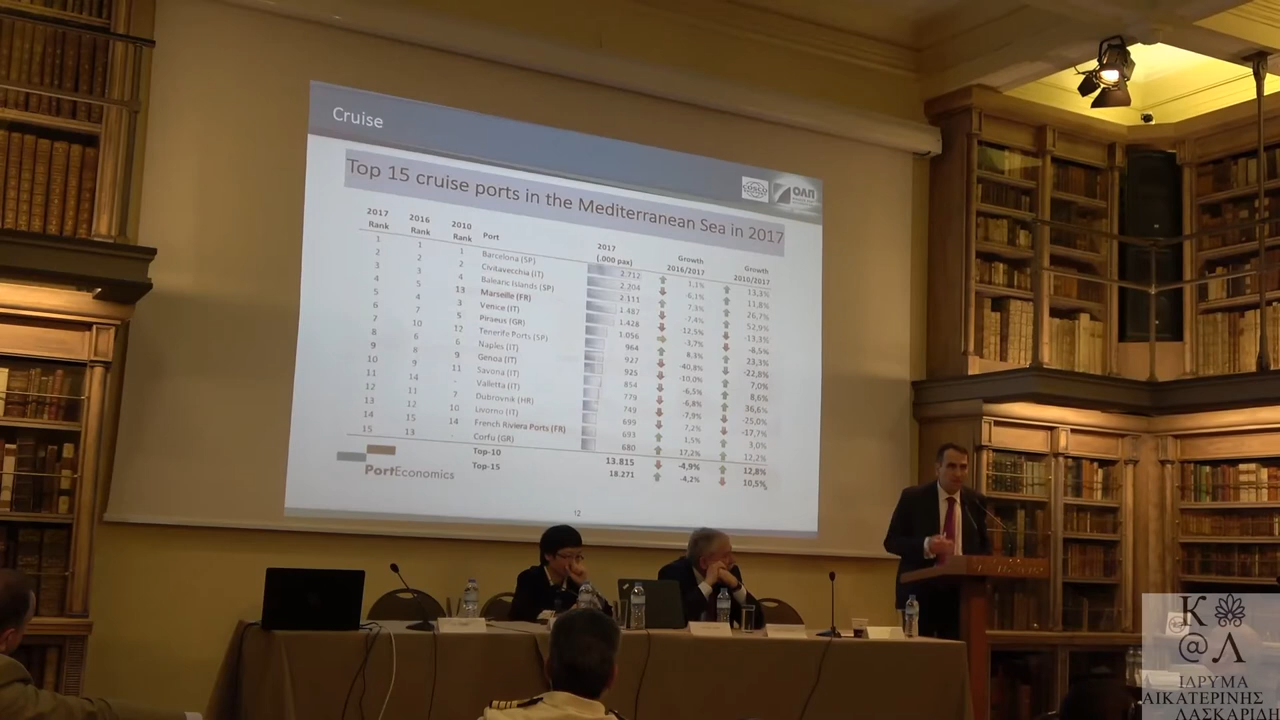 Cruise
COSCO ΟΛΠ
Top 15 cruise ports in the Mediterranean Sea in 2017
2017 Rank 2016 Rank 2010 Rank Port 2017 (.000 pax) Growth 2016/2017 Growth 2010/2017
1 1 1 Barcelona (SP) 2.712 1,1% 13,3%
2 2 2 Civitavecchia (IT) 2.204 -6,1% 11,8%
3 3 4 Balearic Islands (SP) 2.111 7,3% 26,7%
4 5 13 Marseille (FR) 1.487 -7,4% 52,9%
5 4 3 Venice (IT) 1.428 -12,5% -13,3%
6 7 5 Piraeus (GR) 1.056 -3,7% -8,5%
7 10 12 Tenerife Ports (SP) 964 8,3% 23,3%
8 6 6 Naples (IT) 927 -40,8% -22,8%
9 8 9 Genoa (IT) 925 -10,0% 7,0%
10 9 11 Savona (IT) 854 -6,5% 8,6%
11 14 - Valletta (IT) 779 -6,8% 36,6%
12 11 7 Dubrovnik (HR) 749 -7,9% -25,0%
13 12 10 Livorno (IT) 699 7,2% -17,7%
14 15 14 French Riviera Ports (FR) 693 1,5% 3,0%
15 13 - Corfu (GR) 680 17,2% 12,2%
Top-10 13.815 -4,9% 12,8%
Top-15 18.271 -4,2% 10,5%
PortEconomics
12
Κ
@Λ
ΙΔΡΥΜΑ
ΑΙΚΑΤΕΡΙΝΗΣ
ΛΑΣΚΑΡΙΔΗ